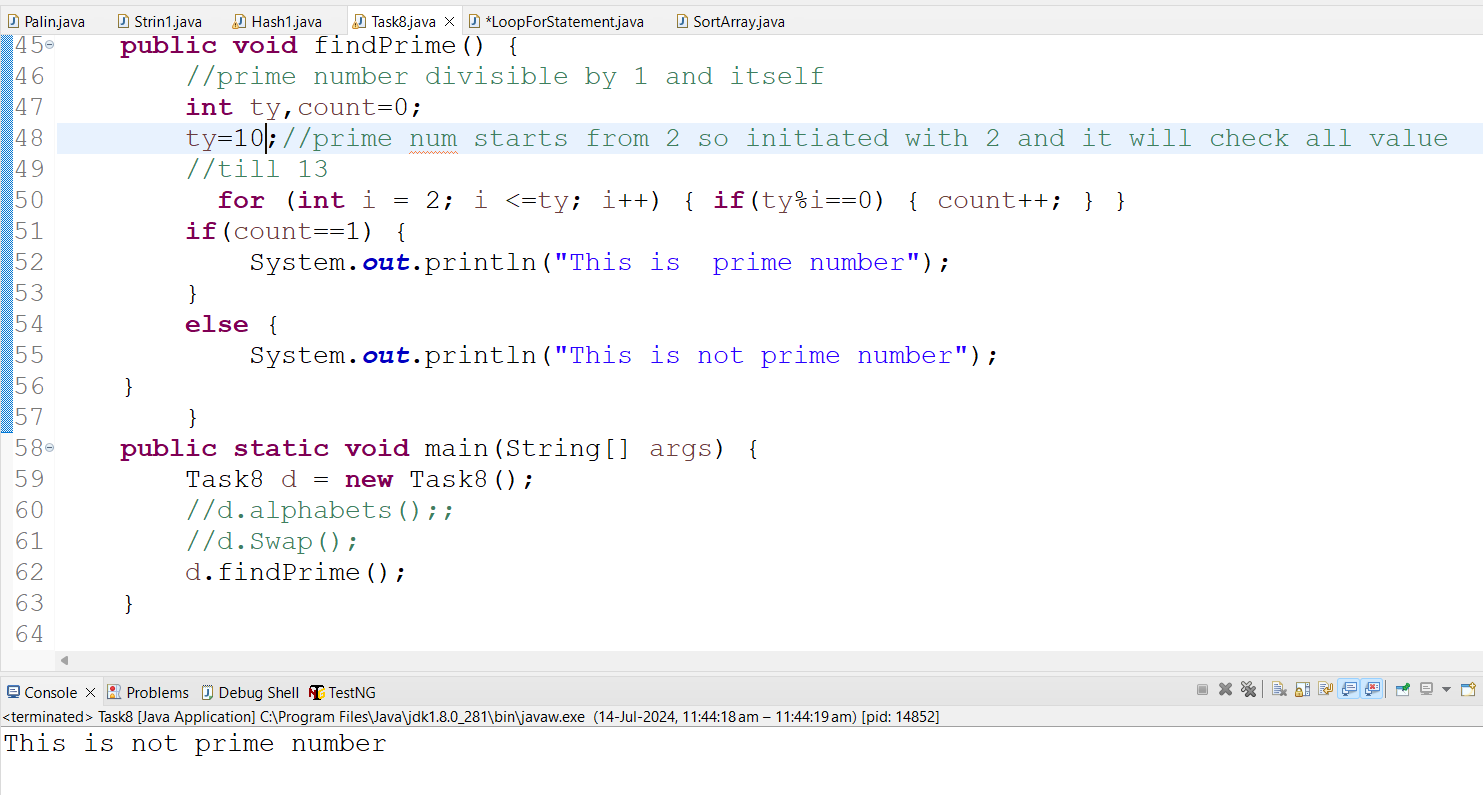 Palin.java Strin1.java Hash1.java Task8.java *LoopForStatement.java SortArray.java
45 public void findPrime() {
46 //prime number divisible by 1 and itself
47 int ty,count=0;
48 ty=10;//prime num starts from 2 so initiated with 2 and it will check all value
49 //till 13
50 for (int i = 2; i <=ty; i++) { if(ty%i==0) { count++; } }
51 if(count==1) {
52 System.out.println("This is  prime number");
53 }
54 else {
55 System.out.println("This is not prime number");
56 }
57 }
58 public static void main(String[] args) {
59 Task8 d = new Task8();
60 //d.alphabets();;
61 //d.Swap();
62 d.findPrime();
63 }
64
Console Problems Debug Shell TestNG
<terminated> Task8 [Java Application] C:\Program Files\Java\jdk1.8.0_281\bin\javaw.exe (14-Jul-2024, 11:44:18 am – 11:44:19 am) [pid: 14852]
This is not prime number